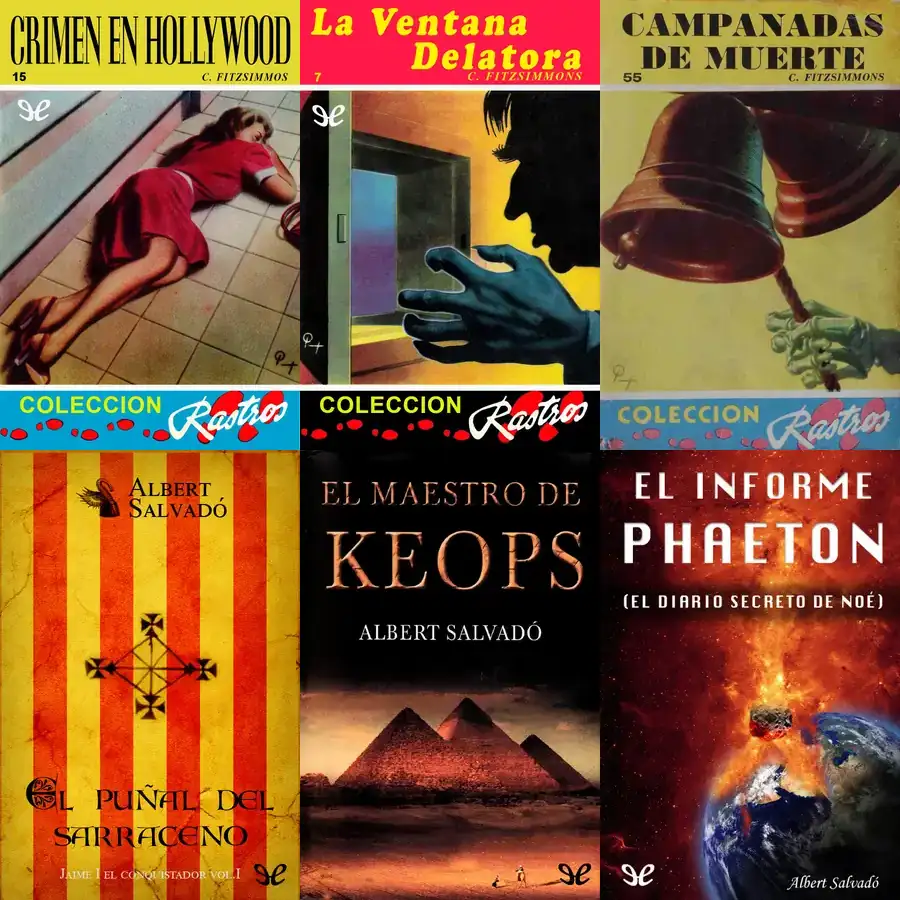 CRIMEN EN HOLLYWOOD
15
C. FITZSIMMOS
COLECCION
Rastros
La Ventana
Delatora
7
C. FITZSIMMONS
COLECCION
Rastros
CAMPANADAS
DE MUERTE
55
C. FITZSIMMONS
COLECCION
Rastros
ALBERT
SALVADÓ
EL PUÑAL DEL
SARRACENO
JAIME I EL CONQUISTADOR VOL.I
EL MAESTRO DE
KEOPS
ALBERT SALVADÓ
EL INFORME
PHAETON
(EL DIARIO SECRETO DE NOÉ)
Albert Salvadó